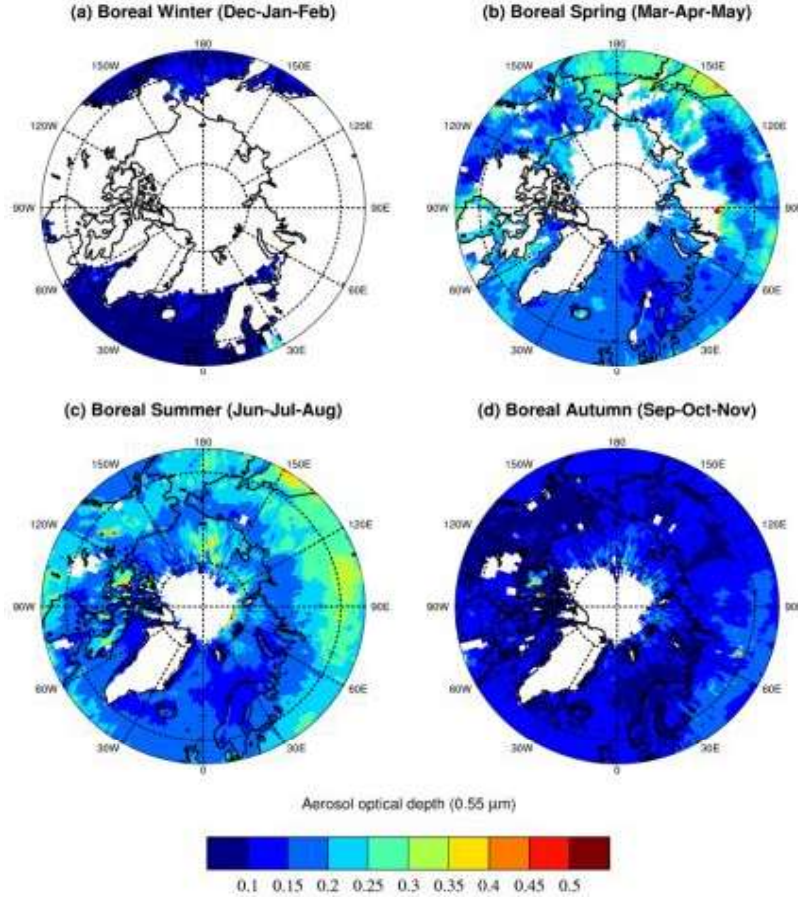 (a) Boreal Winter (Dec-Jan-Feb)
180
150W 150E
120W 120E
90W 90E
60W 60E
30W 30E
0
(b) Boreal Spring (Mar-Apr-May)
180
150W 150E
120W 120E
90W 90E
60W 60E
30W 30E
0
(c) Boreal Summer (Jun-Jul-Aug)
180
150W 150E
120W 120E
90W 90E
60W 60E
30W 30E
0
(d) Boreal Autumn (Sep-Oct-Nov)
180
150W 150E
120W 120E
90W 90E
60W 60E
30W 30E
0
Aerosol optical depth (0.55 µm)
0.1 0.15 0.2 0.25 0.3 0.35 0.4 0.45 0.5